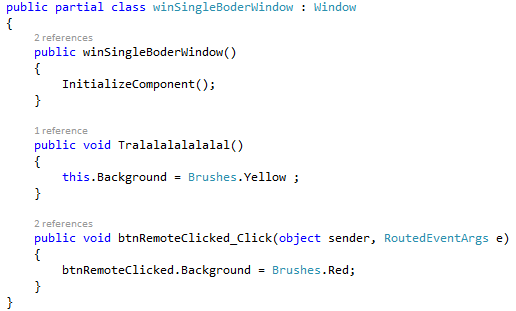 public partial class winSingleBoderWindow : Window
{
2 references
public winSingleBoderWindow()
{
InitializeComponent();
}
1 reference
public void Tralalalalalalal()
{
this.Background = Brushes.Yellow ;
}
2 references
public void btnRemoteClicked_Click(object sender, RoutedEventArgs e)
{
btnRemoteClicked.Background = Brushes.Red;
}
}